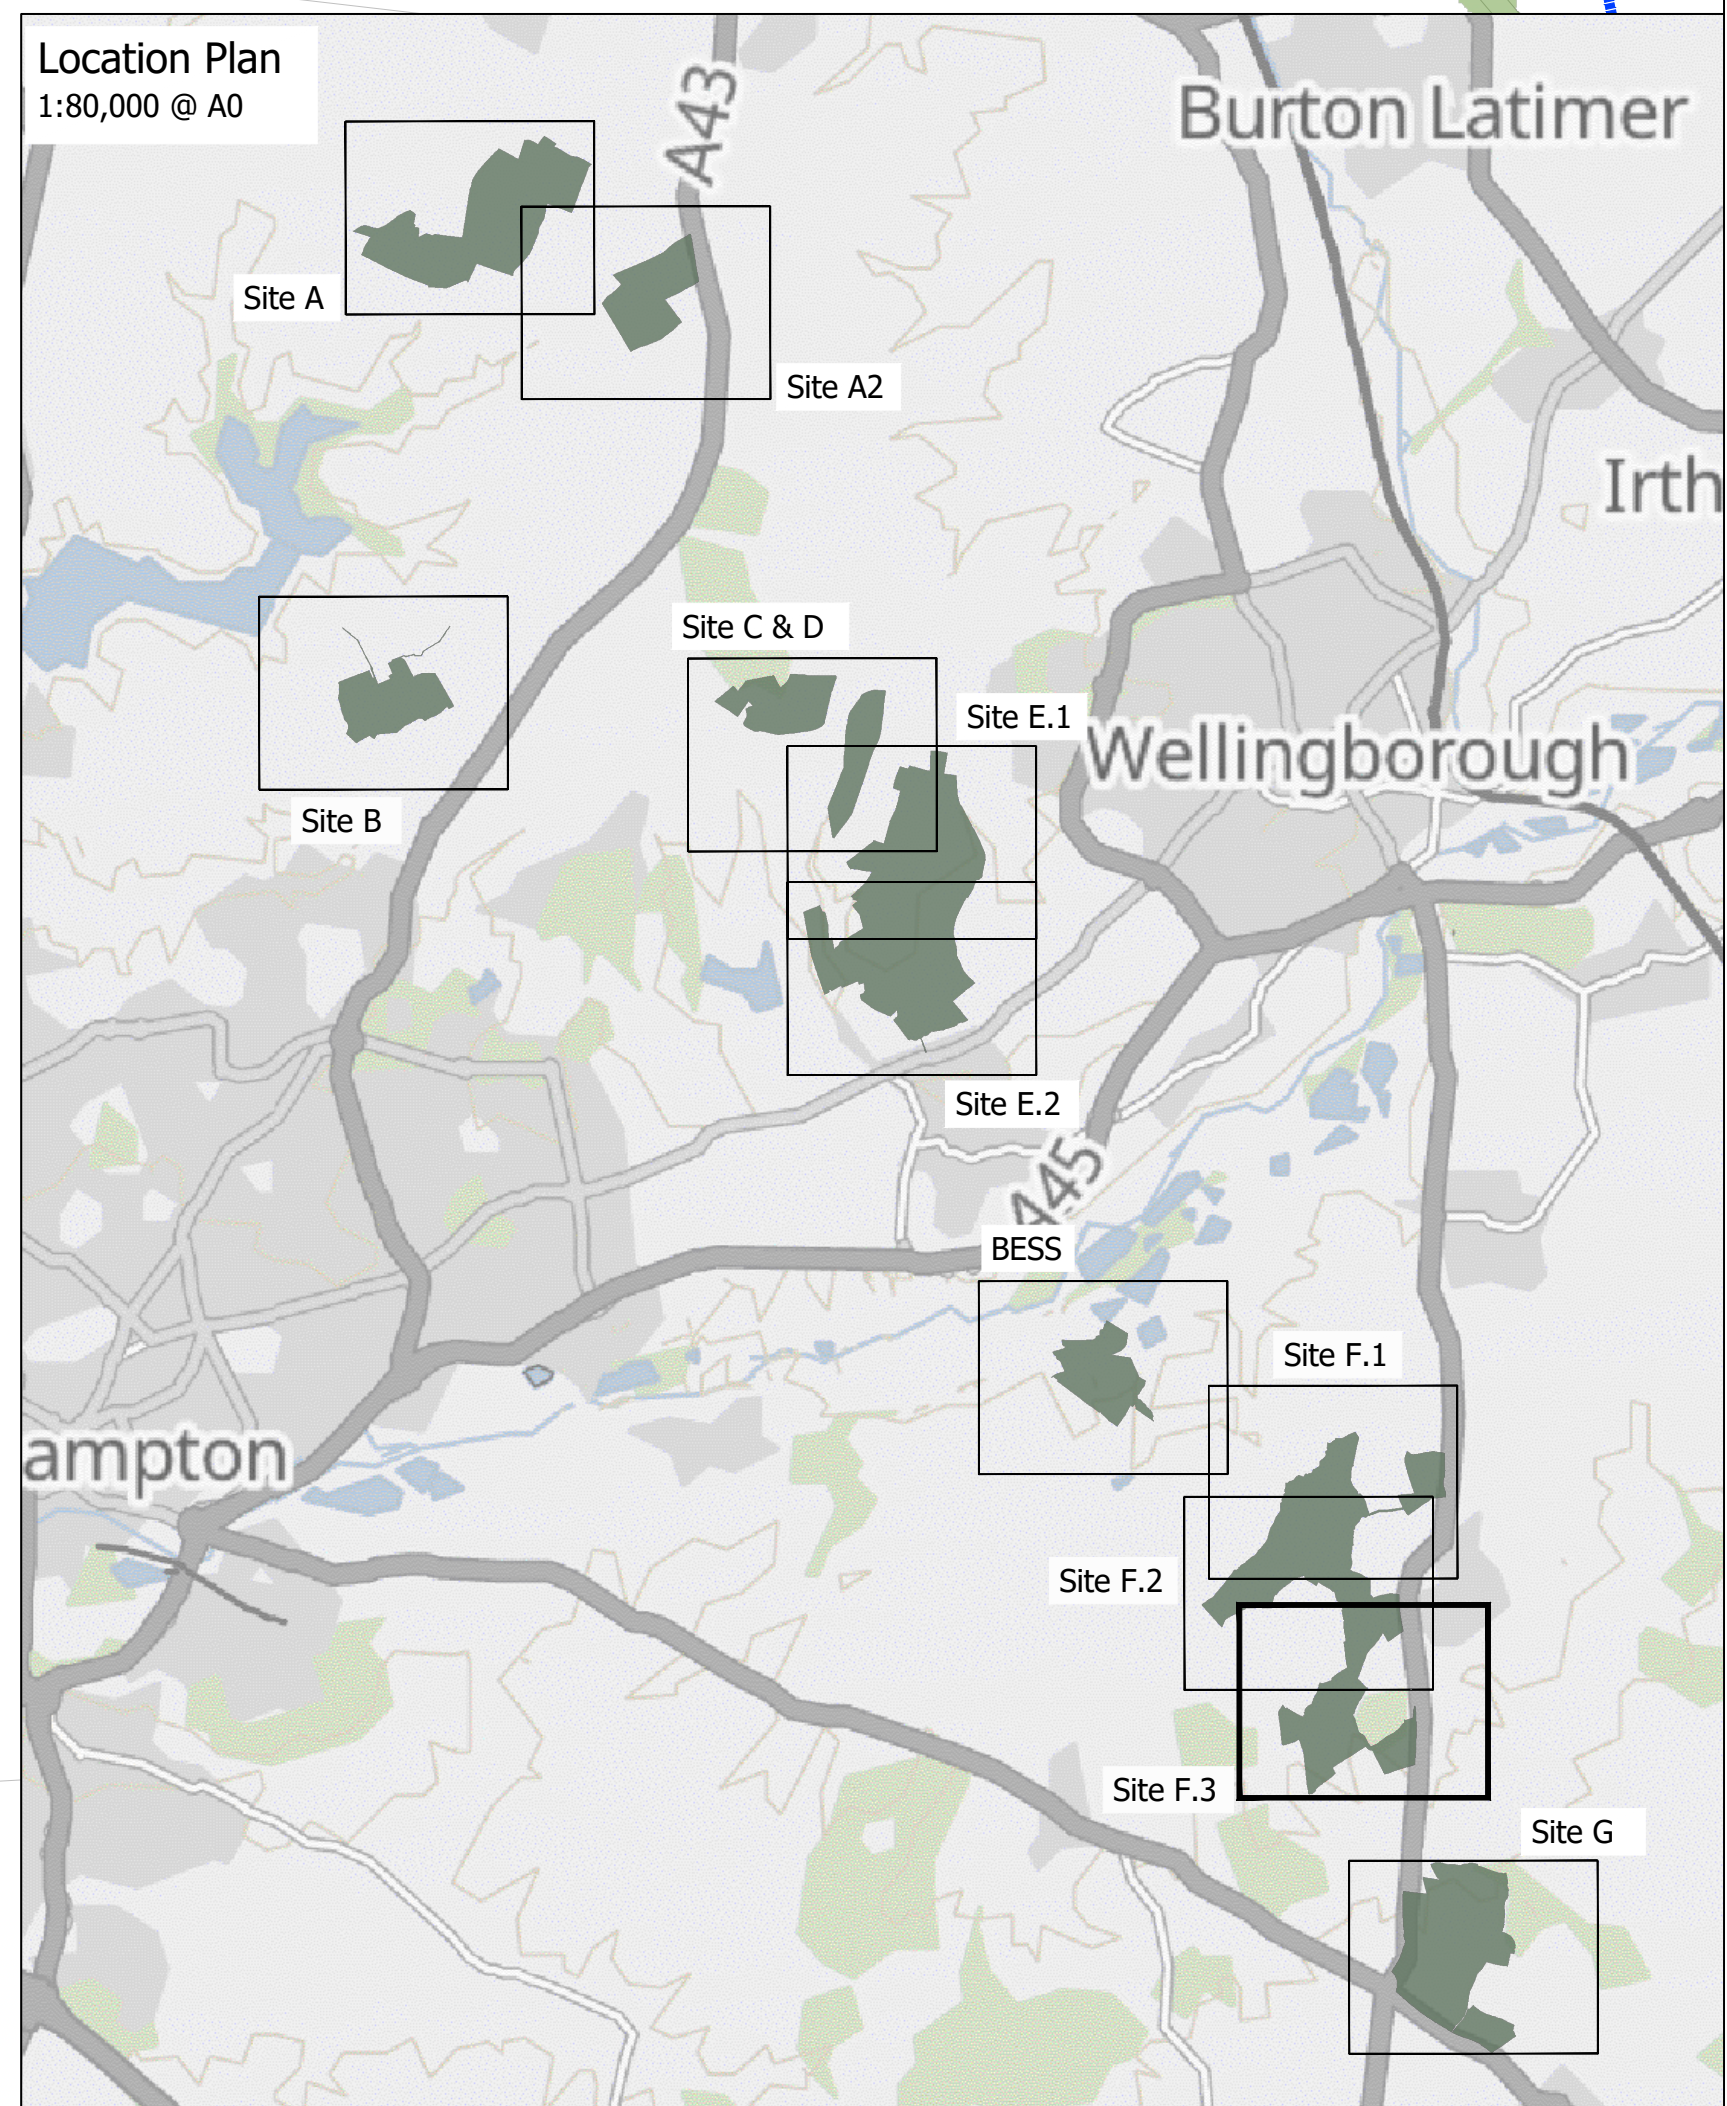 Location Plan
1:80,000 @ A0
A43
Burton Latimer
Site A
Site A2
Irth
Site C & D
Site E.1
Wellingborough
Site B
Site E.2
A45
BESS
Site F.1
ampton
Site F.2
Site F.3
Site G